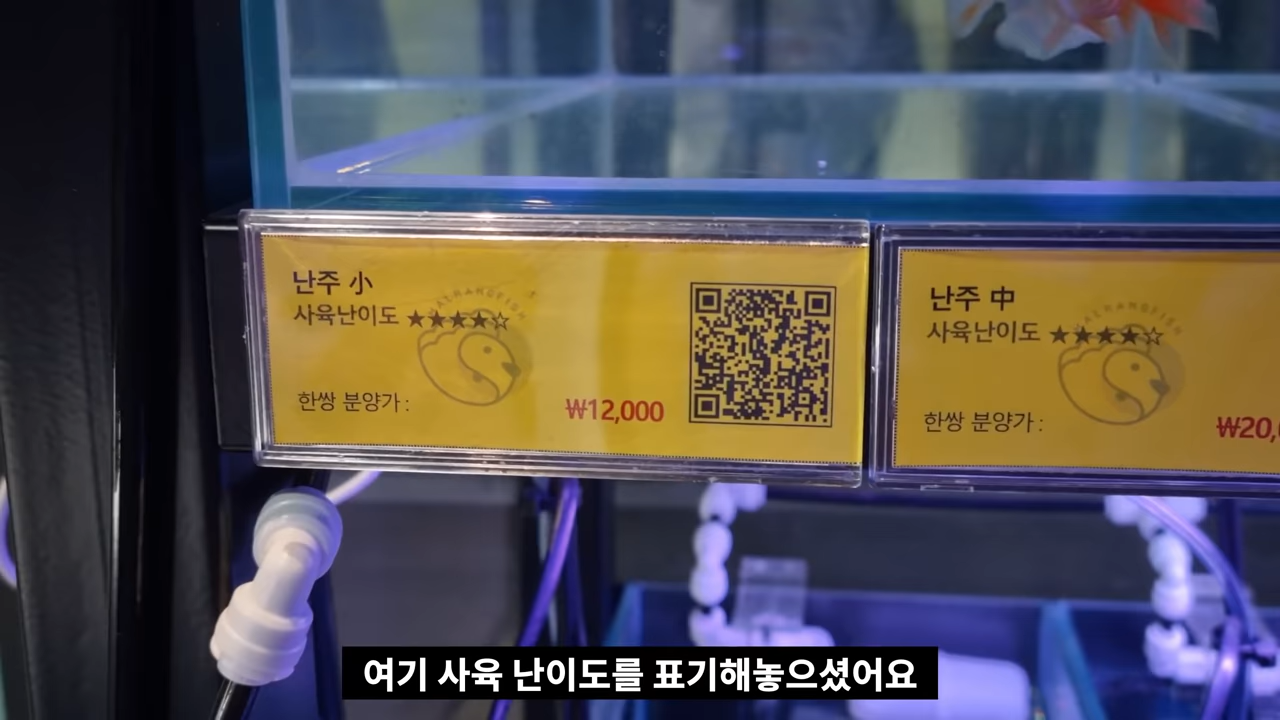 난주 小
사육난이도 ★★★★☆
한쌍 분양가 :
₩12,000
난주 中
사육난이도 ★★★★☆
한쌍 분양가 :
₩20,
여기 사육 난이도를 표기해놓으셨어요